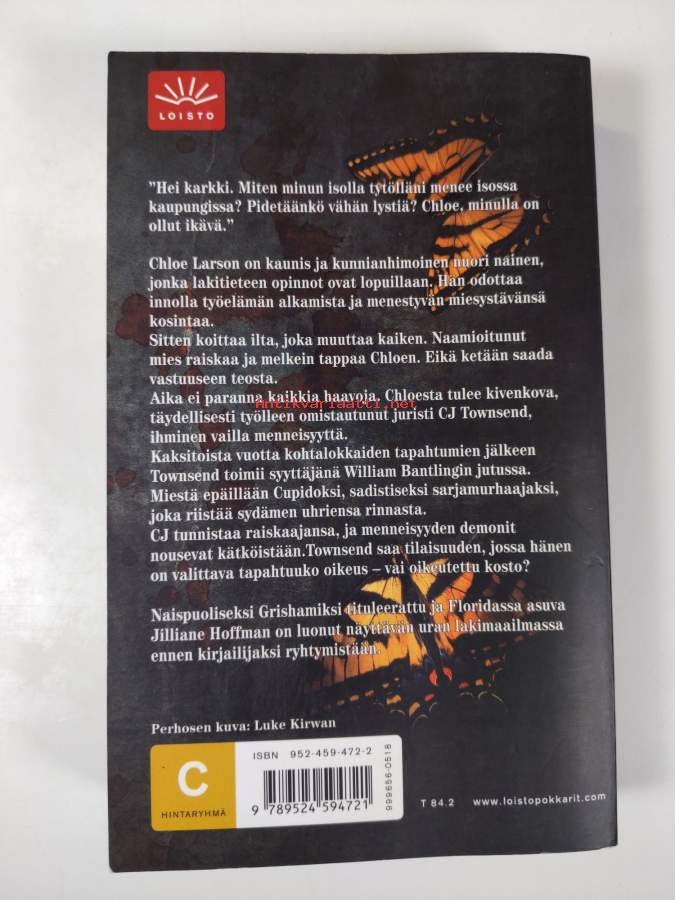 LOISTO
”Hei karkki. Miten minun isolla tytölläni menee isossa
kaupungissa? Pidetäänkö vähän lystiä? Chloe, minulla on
ollut ikävä.”
Chloe Larson on kaunis ja kunnianhimoinen nuori nainen,
jonka lakitieteen opinnot ovat lopuillaan. Hän odottaa
innolla työelämän alkamista ja menestyvän miesystävänsä
kosintaa.
Sitten koittaa ilta, joka muuttaa kaiken. Naamioitunut
mies raiskaa ja melkein tappaa Chloen. Eikä ketään saada
vastuuseen teosta.
Aika ei paranna kaikkia haavoja. Chloesta tulee kivenkova,
Antikvariaatti.net
täydellisesti työlleen omistautunut juristi CJ Townsend,
ihminen vailla menneisyyttä.
Kaksitoista vuotta kohtalokkaiden tapahtumien jälkeen
Townsend toimii syyttäjänä William Bantlingin jutussa.
Miestä epäillään Cupidoksi, sadistiseksi sarjamurhaajaksi,
joka riistää sydämen uhriensa rinnasta.
CJ tunnistaa raiskaajansa, ja menneisyyden demonit
nousevat kätköistään.Townsend saa tilaisuuden, jossa hänen
on valittava tapahtuuko oikeus – vai oikeutettu kosto?
Naispuoliseksi Grishamiksi tituleerattu ja Floridassa asuva
Jilliane Hoffman on luonut näyttävän uran lakimaailmassa
ennen kirjailijaksi ryhtymistään.
Perhosen kuva: Luke Kirwan
C
HINTARYHMÄ
ISBN 952-459-472-2
9 789524 594721
999656-0518
T 84.2 www.loistopokkarit.com